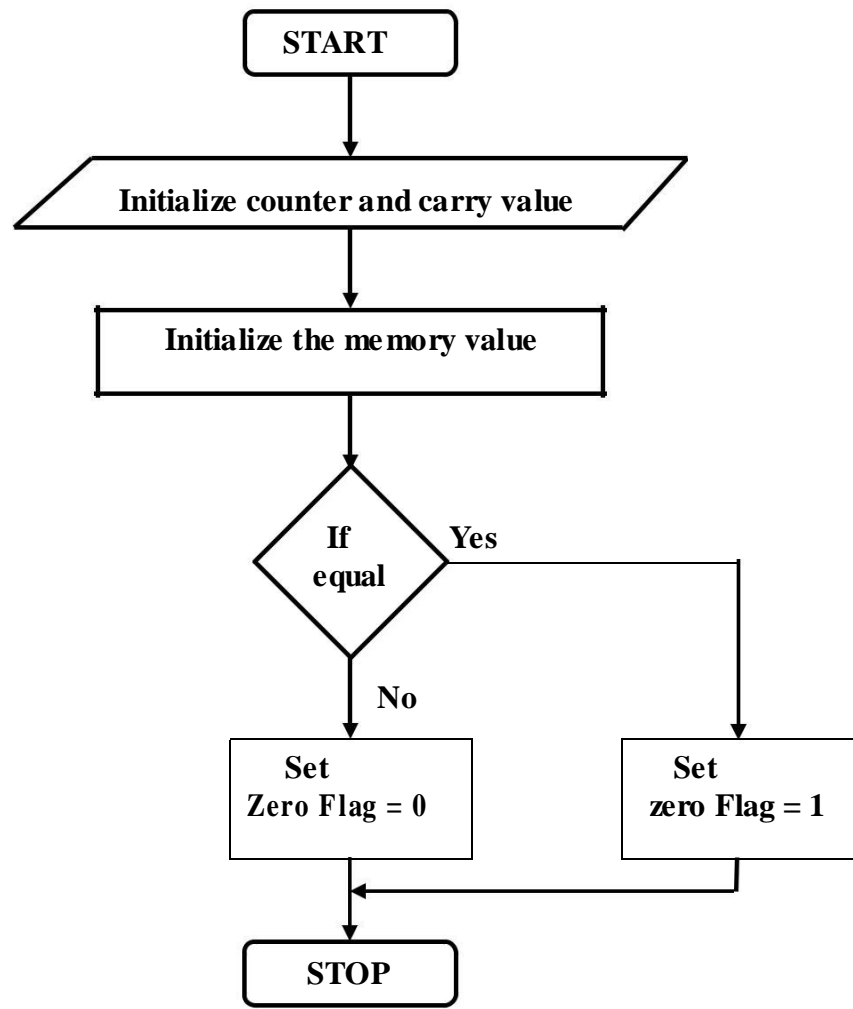 START
Initialize counter and carry value
Initialize the memory value
If
equal
Yes
No
Set
Zero Flag = 0
Set
zero Flag = 1
STOP